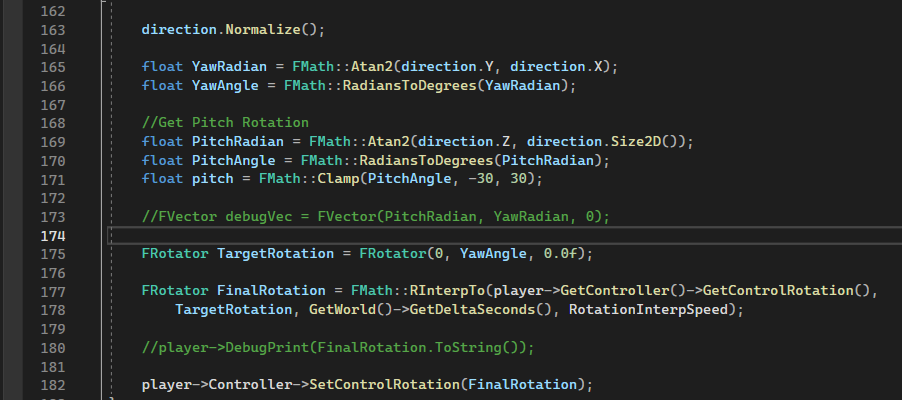 162
163 direction.Normalize();
164
165 float YawRadian = FMath::Atan2(direction.Y, direction.X);
166 float YawAngle = FMath::RadiansToDegrees(YawRadian);
167
168 //Get Pitch Rotation
169 float PitchRadian = FMath::Atan2(direction.Z, direction.Size2D());
170 float PitchAngle = FMath::RadiansToDegrees(PitchRadian);
171 float pitch = FMath::Clamp(PitchAngle, -30, 30);
172
173 //FVector debugVec = FVector(PitchRadian, YawRadian, 0);
174
175 FRotator TargetRotation = FRotator(0, YawAngle, 0.0f);
176
177 FRotator FinalRotation = FMath::RInterpTo(player->GetController()->GetControlRotation(),
178 TargetRotation, GetWorld()->GetDeltaSeconds(), RotationInterpSpeed);
179
180 //player->DebugPrint(FinalRotation.ToString());
181
182 player->Controller->SetControlRotation(FinalRotation);